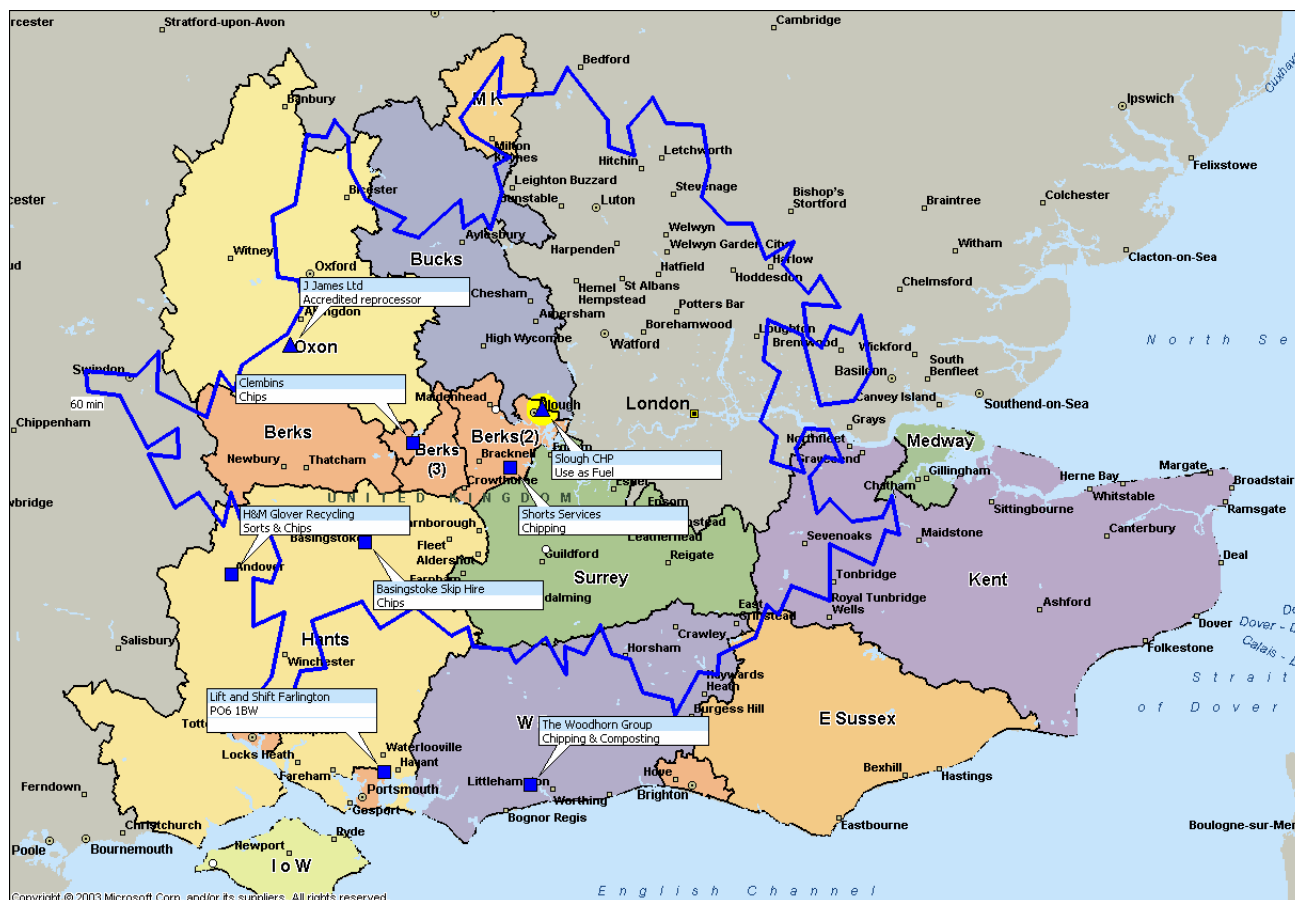 Stratford-upon-Avon
Cambridge
Bedford
Banbury
M K
Ipswich
Milton
Keynes
Hitchin
Letchworth
Felixstowe
Bicester
Leighton Buzzard
Stevenage
Bishop's
Stortford
Colchester
Dunstable
Luton
Braintree
Witney
Aylesbury
Harpenden
Welwyn
Welwyn Garden City
Witham
Clacton-on-Sea
Bucks
Oxford
Hatfield
Harlow
Hoddesdon
J James Ltd
Accredited reprocessor
Chesham
Hemel
Hempstead
St Albans
Chelmsford
Abingdon
Amersham
Potters Bar
Borehamwood
Loughton
Oxon
High Wycombe
Watford
Brentwood
Wickford
North Se
Swindon
Basildon
South
Benfleet
Clembins
Chips
60 min
Maidenhead
Slough
London
Canvey Island
Southend-on-Sea
Chippenham
Grays
Berks
Berks(2)
Berks
(3)
Northfleet
Medway
Gravesend
Newbury
Thatcham
Bracknell
Slough CHP
Use as Fuel
Gillingham
Herne Bay
Margate
Chatham
Broadstair
Crowthorne
Esher
Whitstable
UNITED KINGDOM
Epsom
Sittingbourne
Ramsgate
H&M Glover Recycling
Sorts & Chips
Shorts Services
Chipping
Canterbury
Basingstoke
Fleet
Leatherhead
Sevenoaks
Maidstone
Aldershot
Guildford
Reigate
Deal
Andover
Farnham
Surrey
Tonbridge
Kent
Basingstoke Skip Hire
Chips
Royal Tunbridge
Wells
Ashford
East
Grinstead
Dover
Salisbury
Hants
Crawley
Folkestone
Winchester
Horsham
Strait
of Dover
Haywards
Heath
Lift and Shift Farlington
PO6 1BW
Burgess Hill
W
The Woodhorn Group
Chipping & Composting
E Sussex
Locks Heath
Waterlooville
Havant
Fareham
Littlehampton
Hove
Bexhill
Hastings
Ferndown
Portsmouth
Gosport
Worthing
Brighton
Bognor Regis
Eastbourne
Christchurch
Ryde
Boulogne-sur-Mer
Poole
Bournemouth
Newport
I o W
English Channel
Copyright © 2003 Microsoft Corp. and/or its suppliers. All rights reserved.